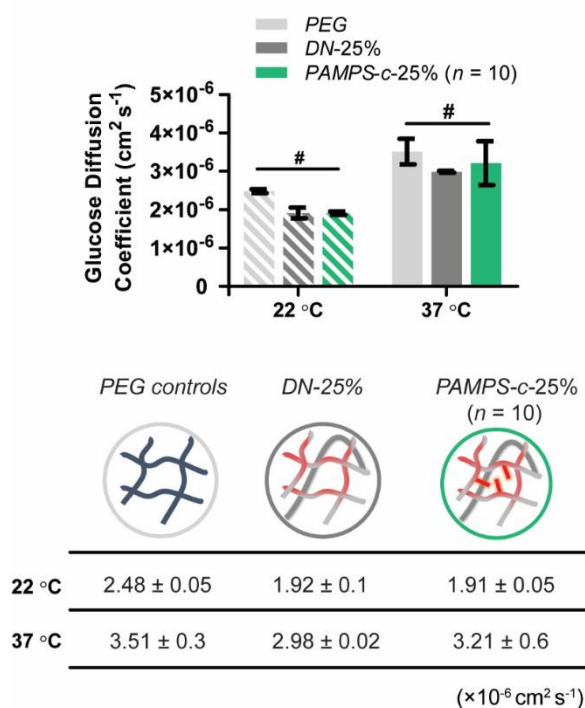 PEG
DN-25%
PAMPS-c-25% (n = 10)
Glucose Diffusion
Coefficient (cm² s⁻¹)
5×10⁻⁶
4×10⁻⁶
3×10⁻⁶
2×10⁻⁶
1×10⁻⁶
0
#
#
22 °C
37 °C
PEG controls
DN-25%
PAMPS-c-25%
(n = 10)
22 °C 2.48 ± 0.05 1.92 ± 0.1 1.91 ± 0.05
37 °C 3.51 ± 0.3 2.98 ± 0.02 3.21 ± 0.6
(×10⁻⁶ cm² s⁻¹)